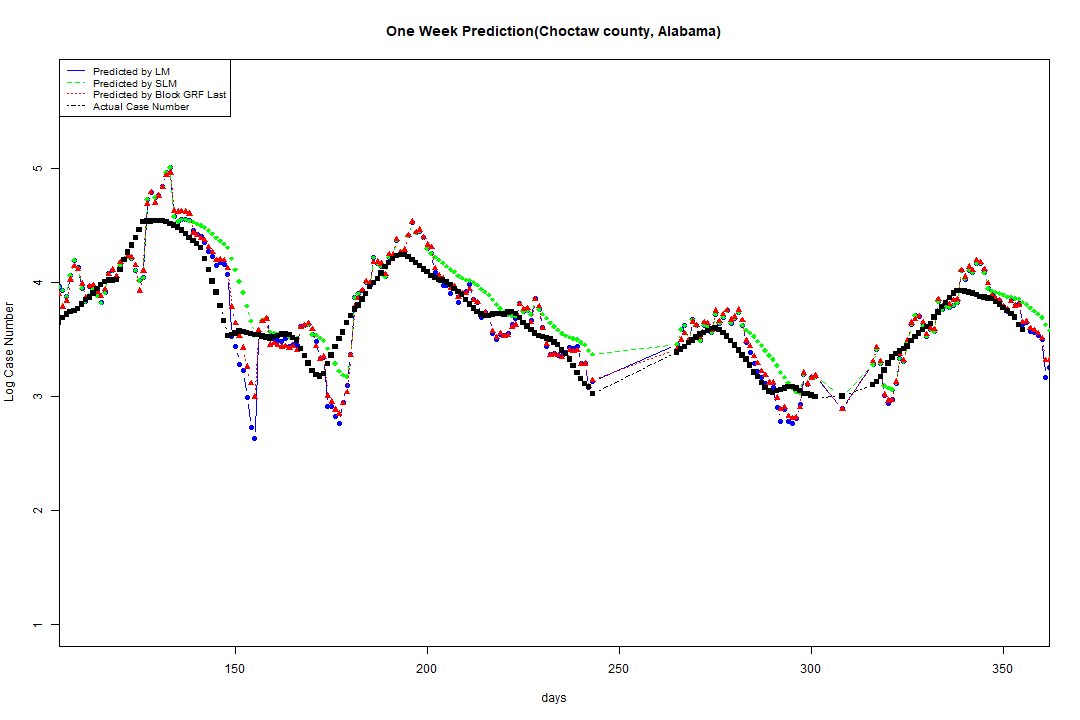 One Week Prediction(Choctaw county, Alabama)
Predicted by LM
Predicted by SLM
Predicted by Block GRF Last
Actual Case Number
5
4
3
2
1
Log Case Number
150 200 250 300 350
days